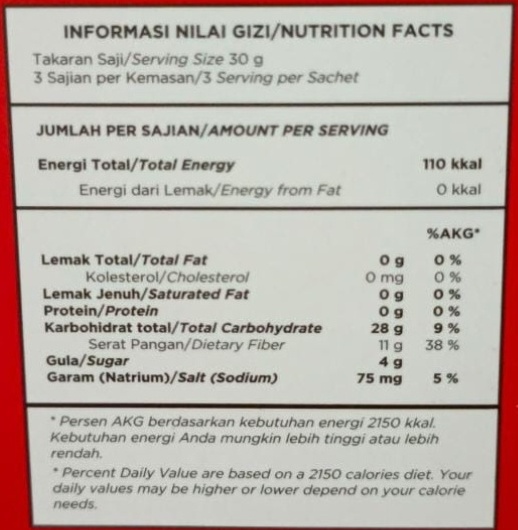 INFORMASI NILAI GIZI/NUTRITION FACTS
Takaran Saji/Serving Size 30 g
3 Sajian per Kemasan/3 Serving per Sachet
JUMLAH PER SAJIAN/AMOUNT PER SERVING
Energi Total/Total Energy 110 kkal
Energi dari Lemak/Energy from Fat 0 kkal
%AKG*
Lemak Total/Total Fat 0 g 0 %
Kolesterol/Cholesterol 0 mg 0 %
Lemak Jenuh/Saturated Fat 0 g 0 %
Protein/Protein 0 g 0 %
Karbohidrat total/Total Carbohydrate 28 g 9 %
Serat Pangan/Dietary Fiber 11 g 38 %
Gula/Sugar 4 g
Garam (Natrium)/Salt (Sodium) 75 mg 5 %
* Persen AKG berdasarkan kebutuhan energi 2150 kkal.
Kebutuhan energi Anda mungkin lebih tinggi atau lebih
rendah.
* Percent Daily Value are based on a 2150 calories diet. Your
daily values may be higher or lower depend on your calorie
needs.